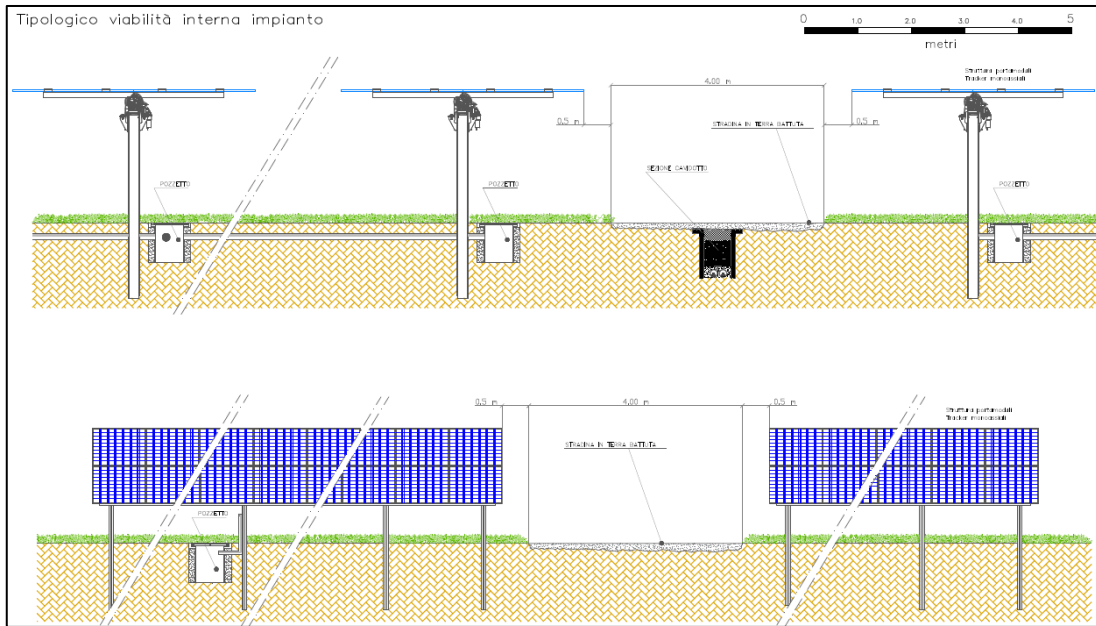 Tipologico viabilità interna impianto
0 1.0 2.0 3.0 4.0 5
metri
Struttura portamoduli
Tracker monoassiali
4,00 m
0,5 m
0,5 m
STRADINA IN TERRA BATTUTA
SEZIONE CAVIDOTTO
POZZETTO
POZZETTO
POZZETTO
0,5 m
4,00 m
0,5 m
Struttura portamoduli
Tracker monoassiali
STRADINA IN TERRA BATTUTA
POZZETTO